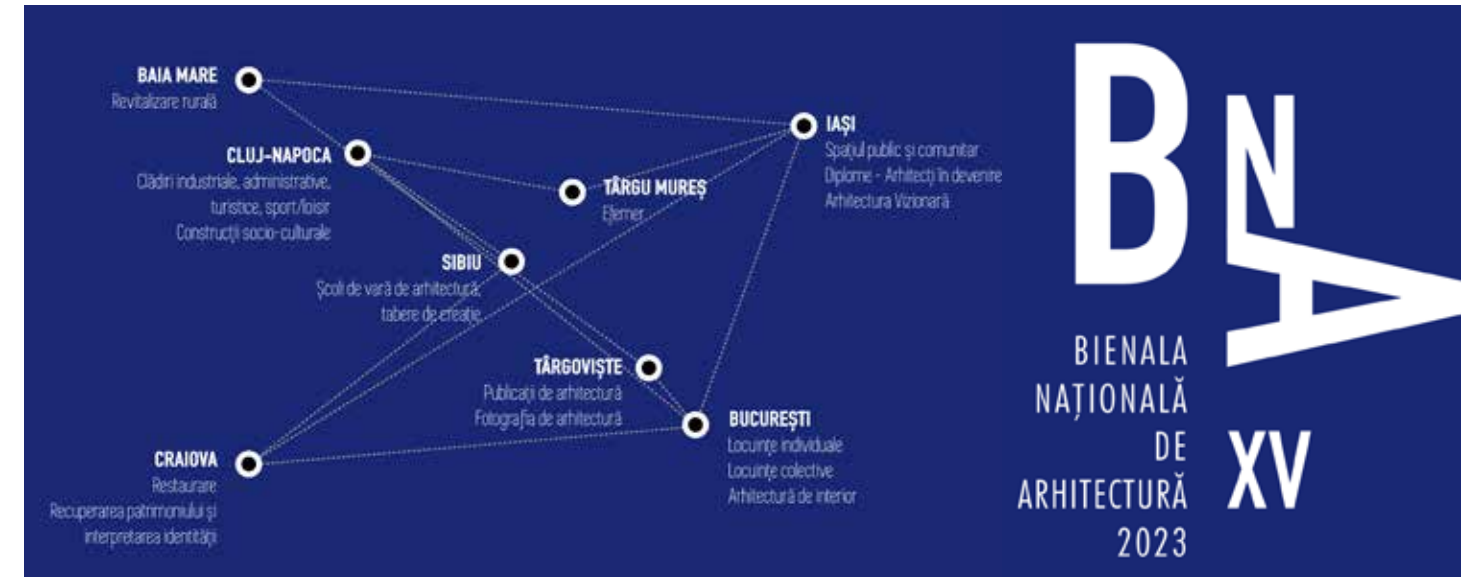 BAIA MARE
Revitalizare rurală
CLUJ-NAPOCA
Clădiri industriale, administrative,
turistice, sport/loisir
Construcții socio-culturale
TÂRGU MUREȘ
Efemer
IAȘI
Spațiul public și comunitar
Diplome - Arhitecți în devenire
Arhitectura Vizionară
SIBIU
Școli de vară de arhitectură,
tabere de creație
TÂRGOVIȘTE
Publicații de arhitectură
Fotografia de arhitectură
BUCUREȘTI
Locuințe individuale
Locuințe colective
Arhitectură de interior
CRAIOVA
Restaurare
Recuperarea patrimoniului și
interpretarea identității
B
N
A
BIENALA
NAȚIONALĂ
DE
ARHITECTURĂ
2023
XV